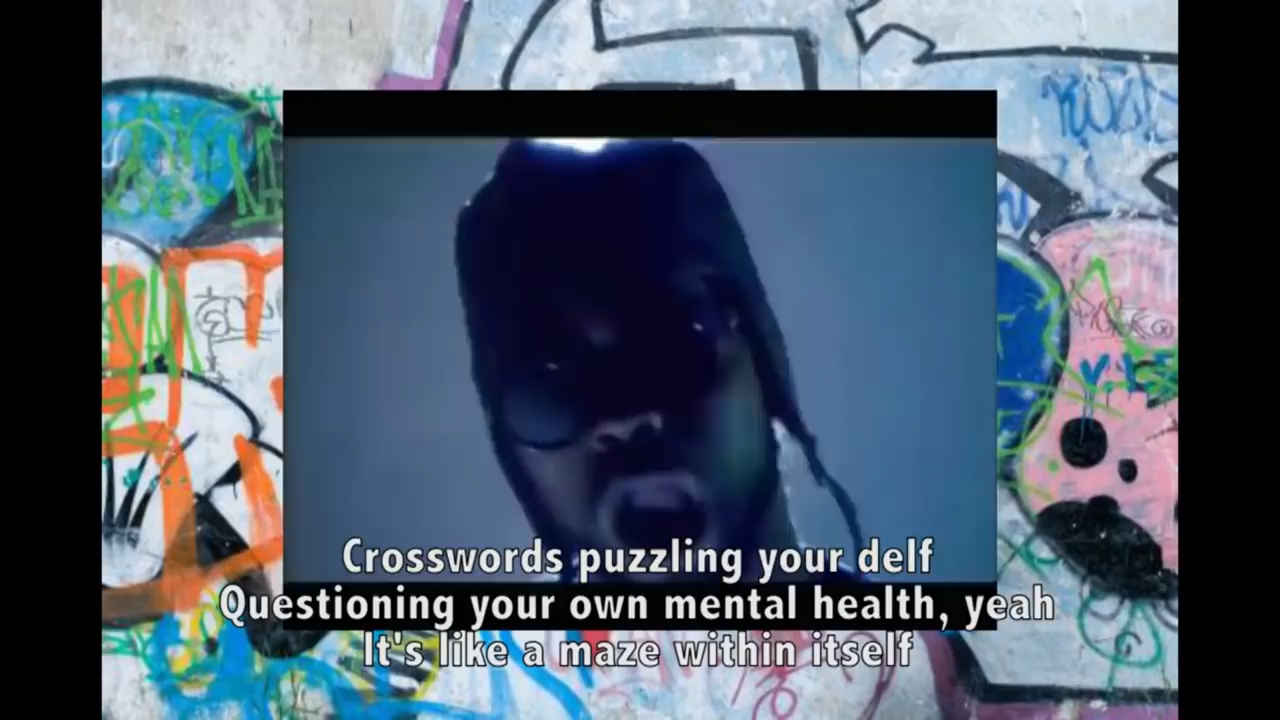 Crosswords puzzling your delf
Questioning your own mental health, yeah
It's like a maze within itself